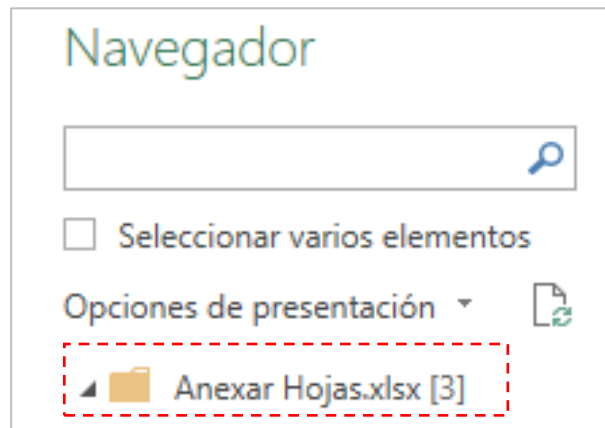 Navegador
Seleccionar varios elementos
Opciones de presentación
Anexar Hojas.xlsx [3]